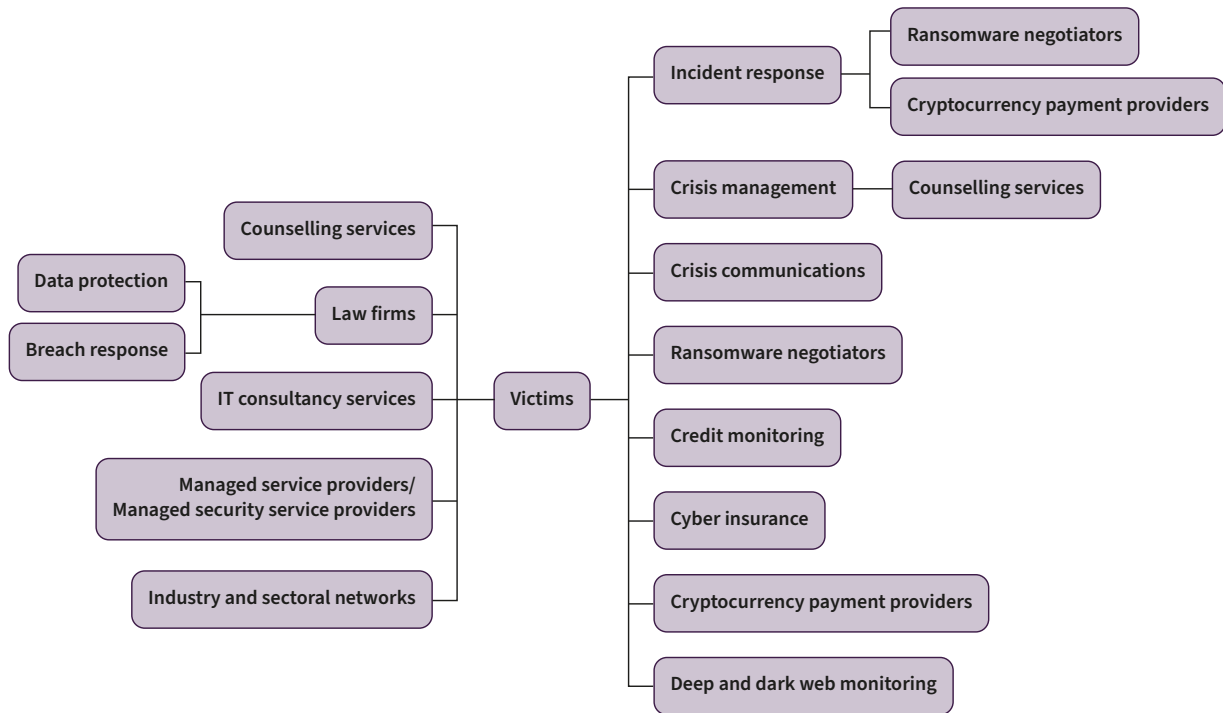 Ransomware negotiators
Incident response
Cryptocurrency payment providers
Crisis management
Counselling services
Counselling services
Crisis communications
Data protection
Law firms
Breach response
Ransomware negotiators
IT consultancy services
Victims
Credit monitoring
Managed service providers/
Managed security service providers
Cyber insurance
Industry and sectoral networks
Cryptocurrency payment providers
Deep and dark web monitoring